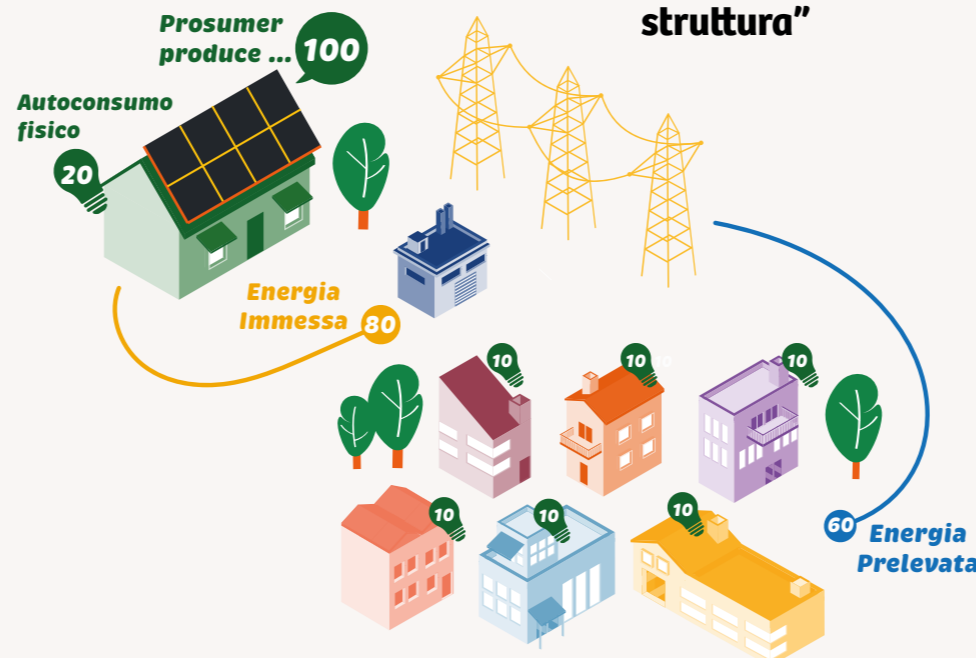 struttura”
Prosumer
produce ... 100
Autoconsumo
fisico
20
Energia
Immessa 80
10
10
10
10
10
10
60 Energia
Prelevata